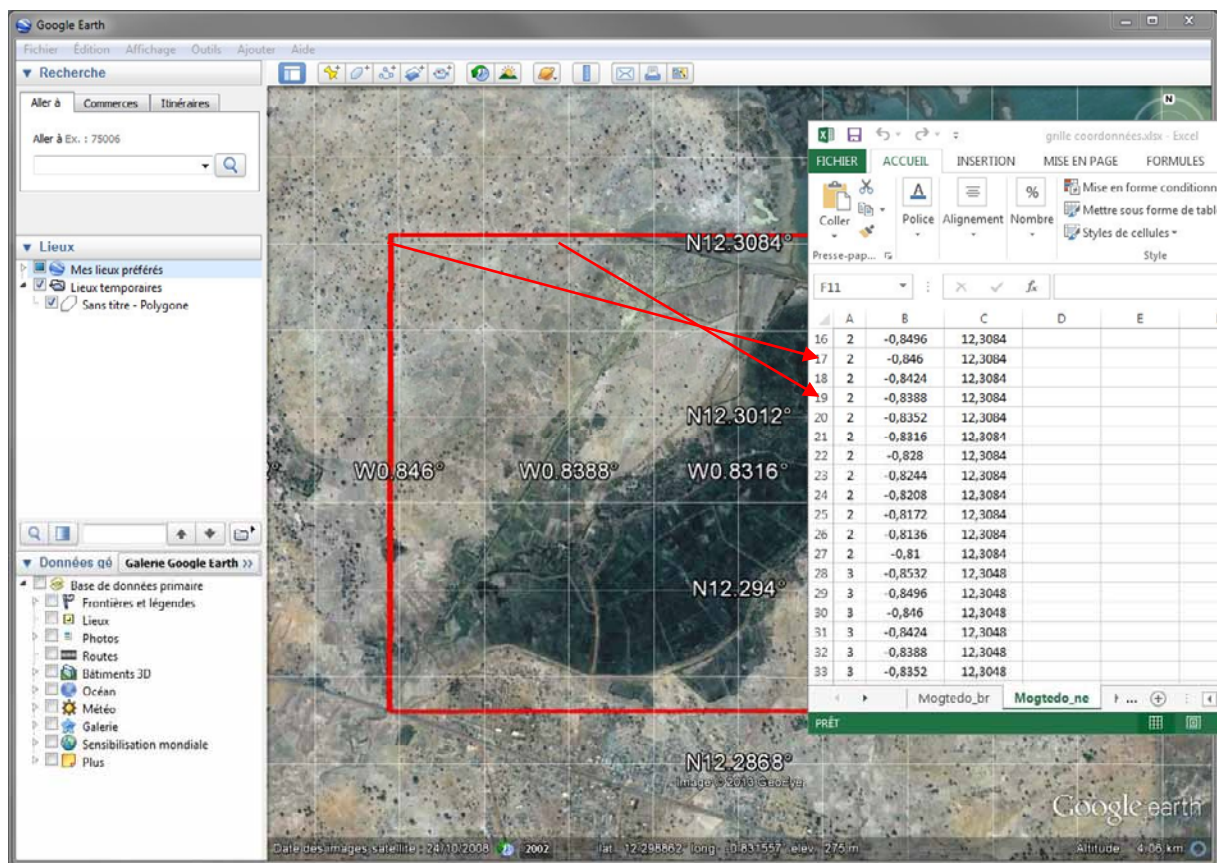 Google Earth
Fichier Édition Affichage Outils Ajouter Aide
Recherche
Aller à Commerces Itinéraires
Aller à Ex. : 75006
Lieux
Mes lieux préférés
Lieux temporaires
Sans titre - Polygone
Données gé Galerie Google Earth »
Base de données primaire
Frontières et légendes
Lieux
Photos
Routes
Bâtiments 3D
Océan
Météo
Galerie
Sensibilisation mondiale
Plus
N
N12.3084°
N12.3012°
W0.846° W0.8388° W0.8316°
N12.294°
N12.2868°
Image © 2013 GeoEye
Google earth
Date des images satellite : 24/10/2008 2002 lat. 12.298862° long. -0.831557° elev. 275 m Altitude 4.06 km
grille coordonnées.xlsx - Excel
FICHIER ACCUEIL INSERTION MISE EN PAGE FORMULES
Coller Police Alignement Nombre
%
Mise en forme conditionn
Mettre sous forme de tabl
Styles de cellules
Presse-pap... Style
F11 fx
A B C D E
16 2 -0,8496 12,3084
17 2 -0,846 12,3084
18 2 -0,8424 12,3084
19 2 -0,8388 12,3084
20 2 -0,8352 12,3084
21 2 -0,8316 12,3084
22 2 -0,828 12,3084
23 2 -0,8244 12,3084
24 2 -0,8208 12,3084
25 2 -0,8172 12,3084
26 2 -0,8136 12,3084
27 2 -0,81 12,3084
28 3 -0,8532 12,3048
29 3 -0,8496 12,3048
30 3 -0,846 12,3048
31 3 -0,8424 12,3048
32 3 -0,8388 12,3048
33 3 -0,8352 12,3048
Mogtedo_br Mogtedo_ne ...
PRÊT